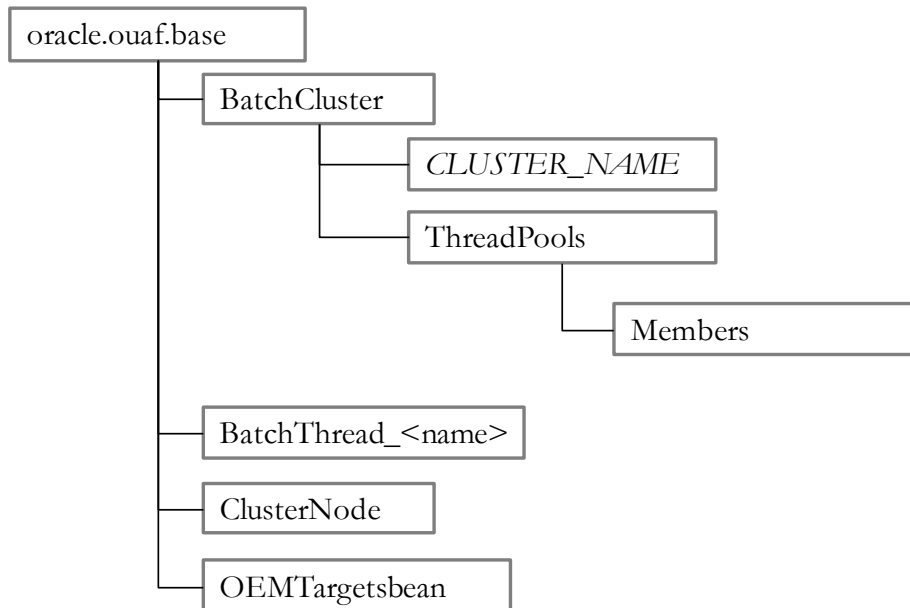 oracle.ouaf.base
BatchCluster
CLUSTER_NAME
ThreadPools
Members
BatchThread_<name>
ClusterNode
OEMTargetsbean